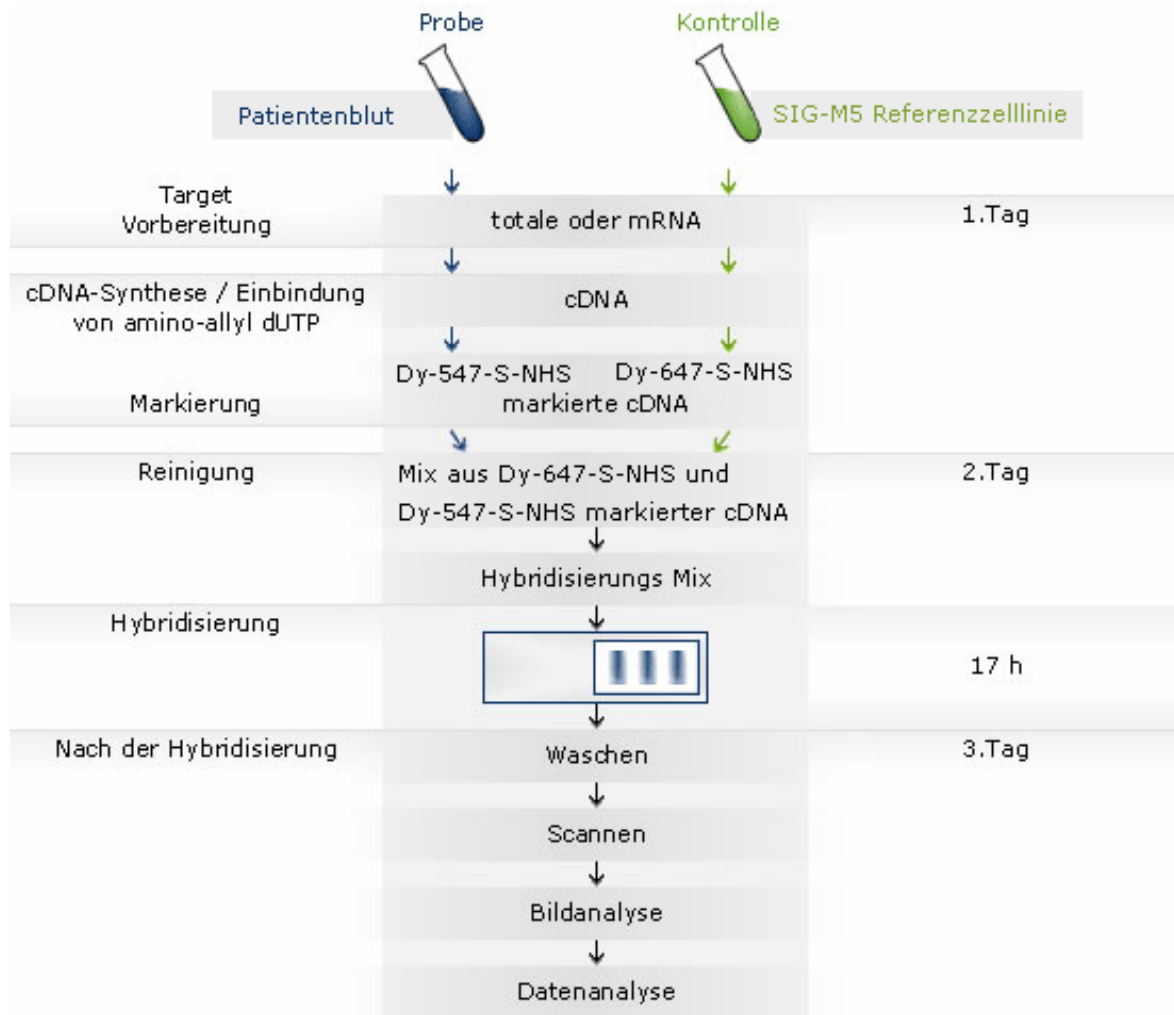 Probe
Kontrolle
Patientenblut
SIG-M5 Referenzzelllinie
Target
Vorbereitung
totale oder mRNA
1.Tag
cDNA-Synthese / Einbindung
von amino-allyl dUTP
cDNA
Dy-547-S-NHS
Dy-647-S-NHS
Markierung
markierte cDNA
Reinigung
Mix aus Dy-647-S-NHS und
Dy-547-S-NHS markierter cDNA
2.Tag
Hybridisierungs Mix
Hybridisierung
17 h
Nach der Hybridisierung
Waschen
3.Tag
Scannen
Bildanalyse
Datenanalyse